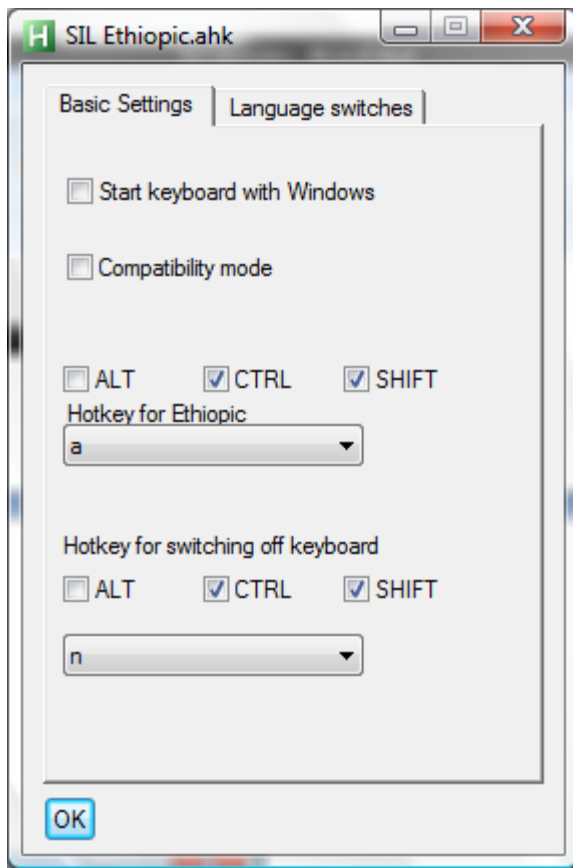 SIL Ethiopic.ahk
Basic Settings Language switches
Start keyboard with Windows
Compatibility mode
ALT CTRL SHIFT
Hotkey for Ethiopic
a
Hotkey for switching off keyboard
ALT CTRL SHIFT
n
OK